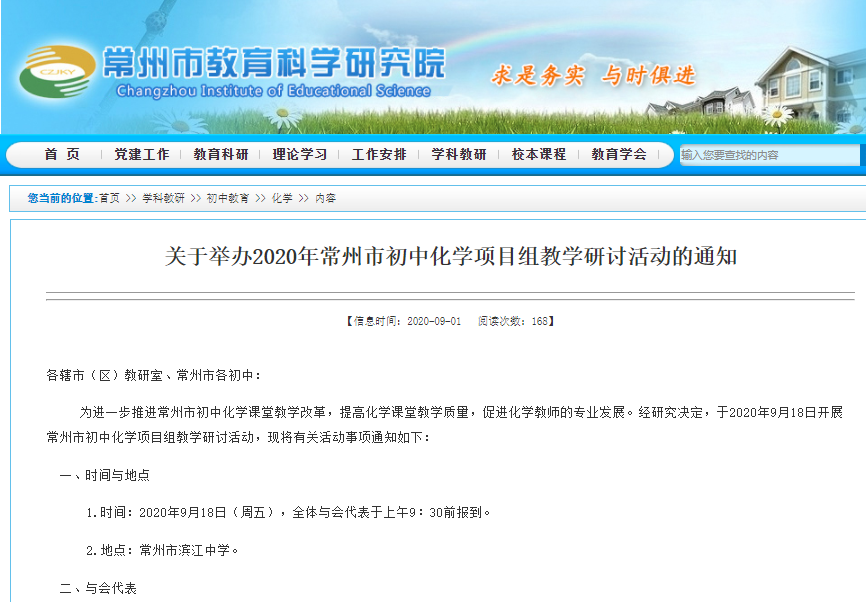 CZJKY
常州市教育科学研究院
Changzhou Institute of Educational Science
求是务实 与时俱进
首 页 党建工作 教育科研 理论学习 工作安排 学科教研 校本课程 教育学会 输入您要查找的内容
您当前的位置:首页 >> 学科教研 >> 初中教育 >> 化学 >> 内容
关于举办2020年常州市初中化学项目组教学研讨活动的通知
【信息时间：2020-09-01 阅读次数：168】
各辖市（区）教研室、常州市各初中：
为进一步推进常州市初中化学课堂教学改革，提高化学课堂教学质量，促进化学教师的专业发展。经研究决定，于2020年9月18日开展
常州市初中化学项目组教学研讨活动，现将有关活动事项通知如下：
一、时间与地点
1.时间：2020年9月18日（周五），全体与会代表于上午9：30前报到。
2.地点：常州市滨江中学。
二、与会代表